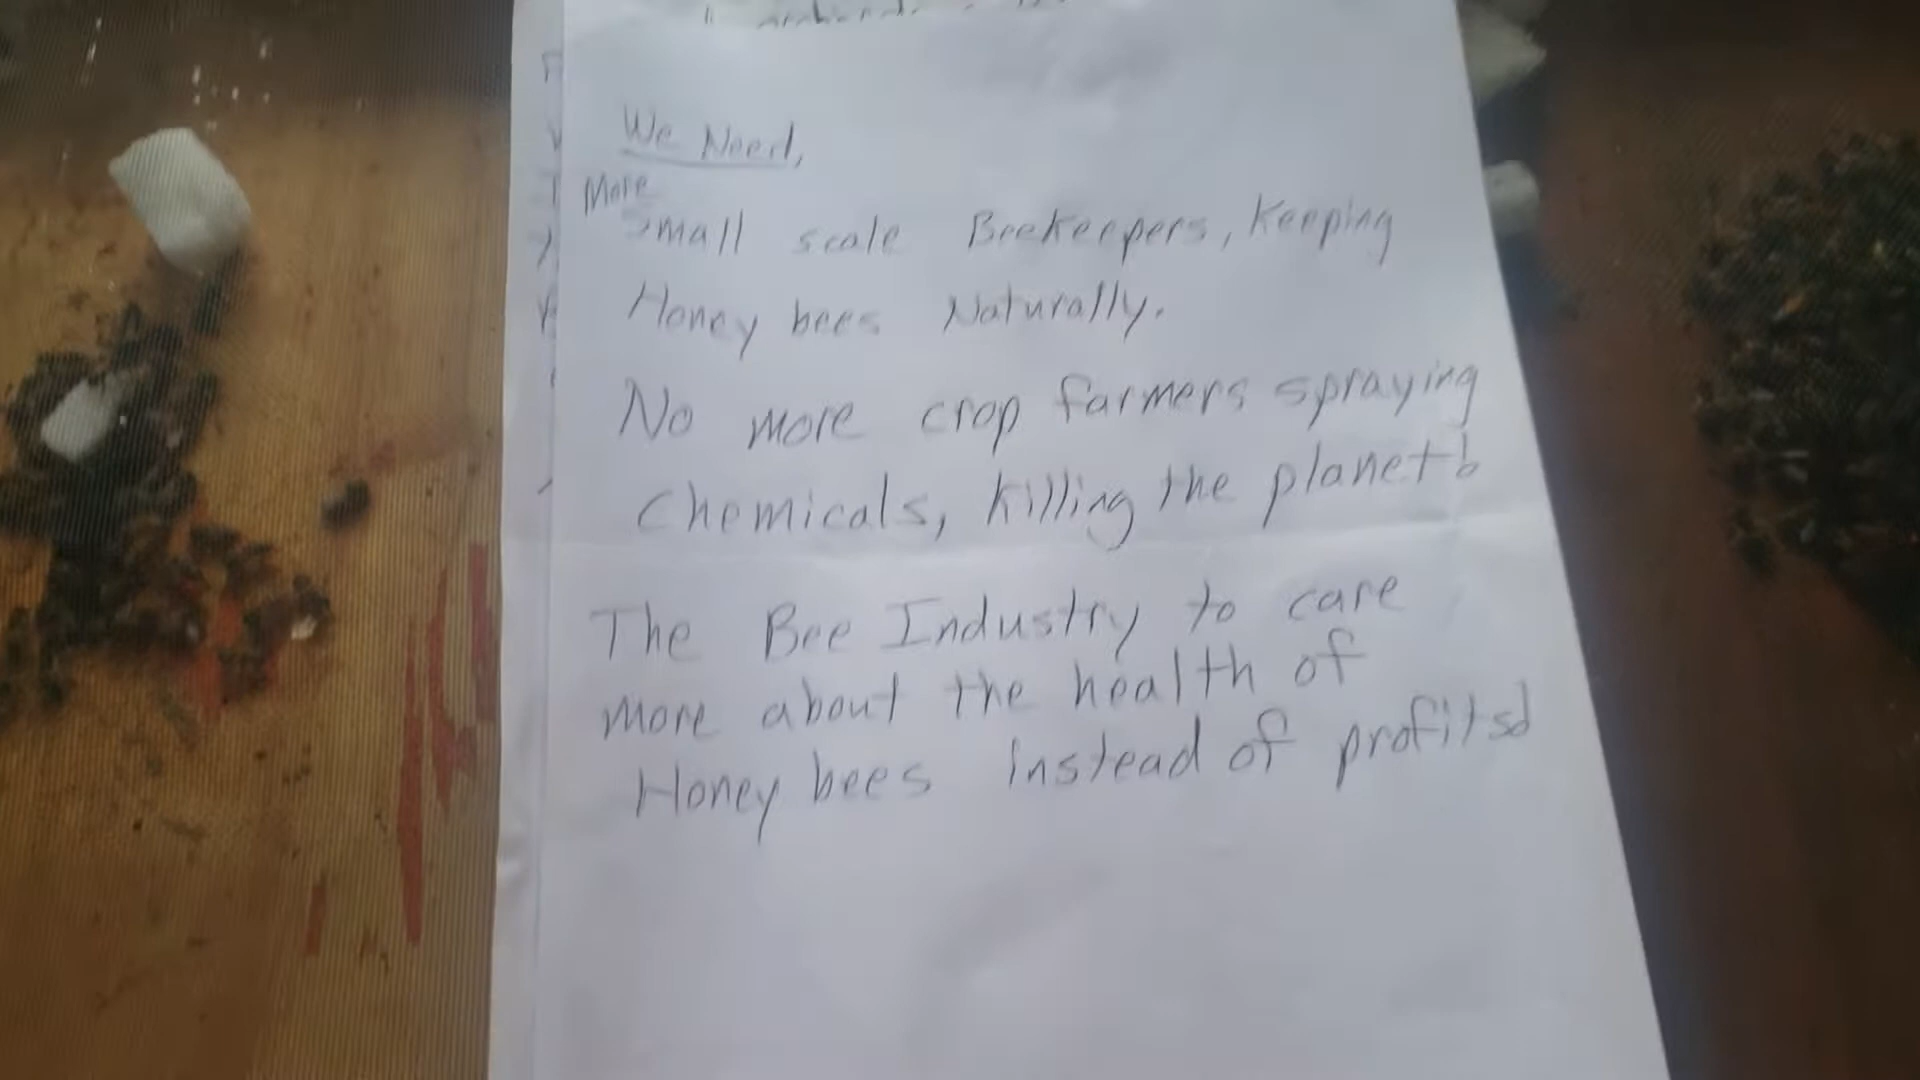 We Need,
More
Small scale Beekeepers, Keeping
Honey bees Naturally.
No more crop farmers spraying
Chemicals, killing the planet!
The Bee Industry to care
more about the health of
Honey bees instead of profits!